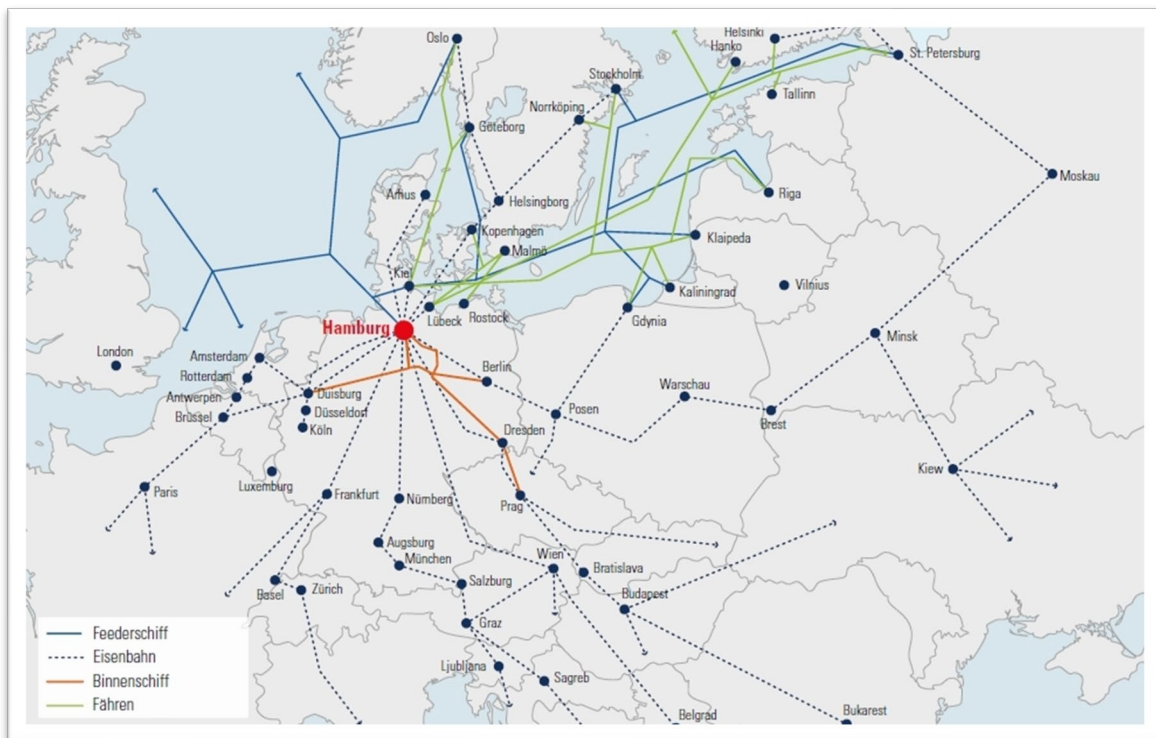 Oslo
Helsinki
Hanko
St. Petersburg
Stockholm
Tallinn
Norrköping
Göteborg
Moskau
Århus
Helsingborg
Riga
Kopenhagen
Klaipeda
Malmö
Kiel
Kaliningrad
Vilnius
Lübeck
Rostock
Gdynia
Hamburg
Minsk
London
Amsterdam
Berlin
Rotterdam
Duisburg
Warschau
Antwerpen
Düsseldorf
Posen
Brüssel
Köln
Brest
Dresden
Kiew
Luxemburg
Paris
Frankfurt
Nürnberg
Prag
Augsburg
München
Wien
Bratislava
Salzburg
Basel
Zürich
Budapest
Graz
Feederschiff
Eisenbahn
Ljubljana
Binnenschiff
Sagreb
Fähren
Belgrad
Bukarest